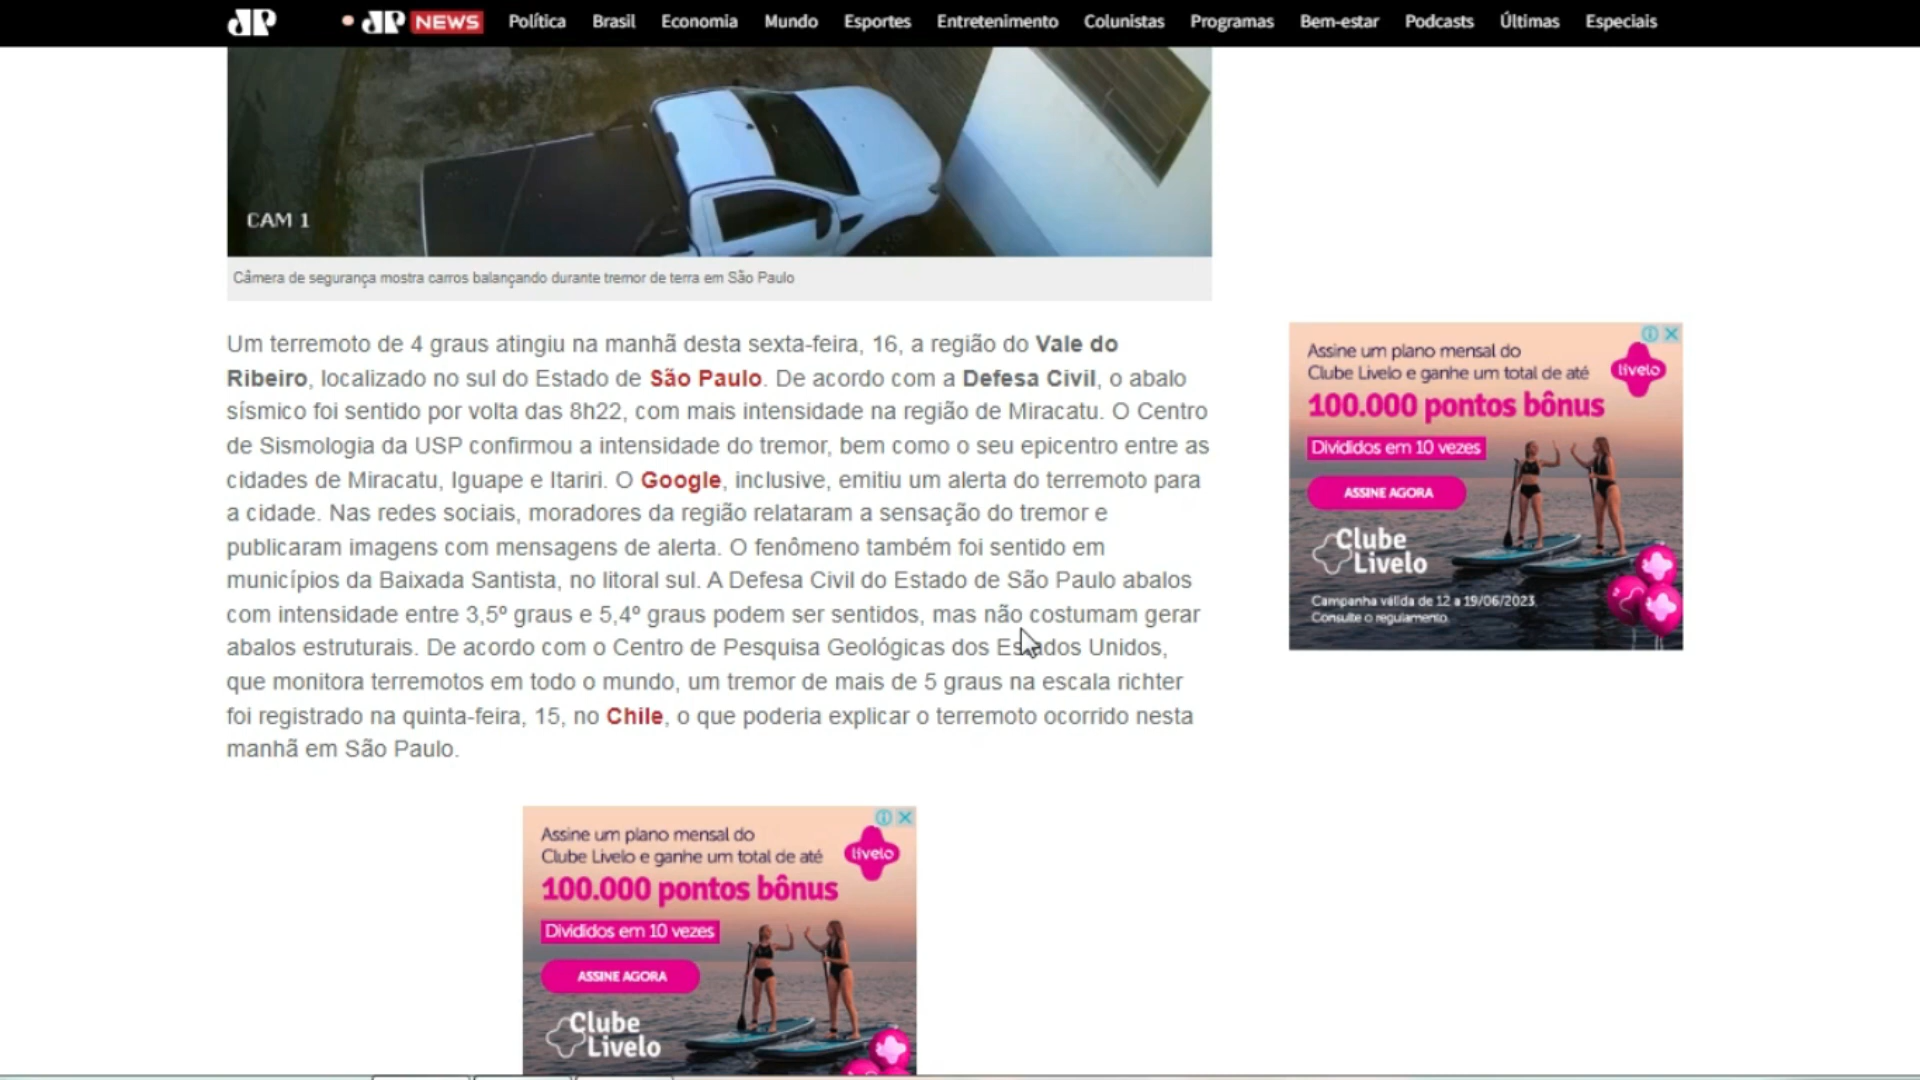 JP
JP NEWS Política Brasil Economia Mundo Esportes Entretenimento Colunistas Programas Bem-estar Podcasts Últimas Especiais
CAM 1
Câmera de segurança mostra carros balançando durante tremor de terra em São Paulo
Um terremoto de 4 graus atingiu na manhã desta sexta-feira, 16, a região do Vale do
Ribeiro, localizado no sul do Estado de São Paulo. De acordo com a Defesa Civil, o abalo
sísmico foi sentido por volta das 8h22, com mais intensidade na região de Miracatu. O Centro
de Sismologia da USP confirmou a intensidade do tremor, bem como o seu epicentro entre as
cidades de Miracatu, Iguape e Itariri. O Google, inclusive, emitiu um alerta do terremoto para
a cidade. Nas redes sociais, moradores da região relataram a sensação do tremor e
publicaram imagens com mensagens de alerta. O fenômeno também foi sentido em
municípios da Baixada Santista, no litoral sul. A Defesa Civil do Estado de São Paulo abalos
com intensidade entre 3,5º graus e 5,4º graus podem ser sentidos, mas não costumam gerar
abalos estruturais. De acordo com o Centro de Pesquisa Geológicas dos Estados Unidos,
que monitora terremotos em todo o mundo, um tremor de mais de 5 graus na escala richter
foi registrado na quinta-feira, 15, no Chile, o que poderia explicar o terremoto ocorrido nesta
manhã em São Paulo.
Assine um plano mensal do
Clube Livelo e ganhe um total de até
livelo
100.000 pontos bônus
Divididos em 10 vezes
ASSINE AGORA
Clube
Livelo
Campanha válida de 12 a 19/06/2023.
Consulte o regulamento.
Assine um plano mensal do
Clube Livelo e ganhe um total de até
livelo
100.000 pontos bônus
Divididos em 10 vezes
ASSINE AGORA
Clube
Livelo